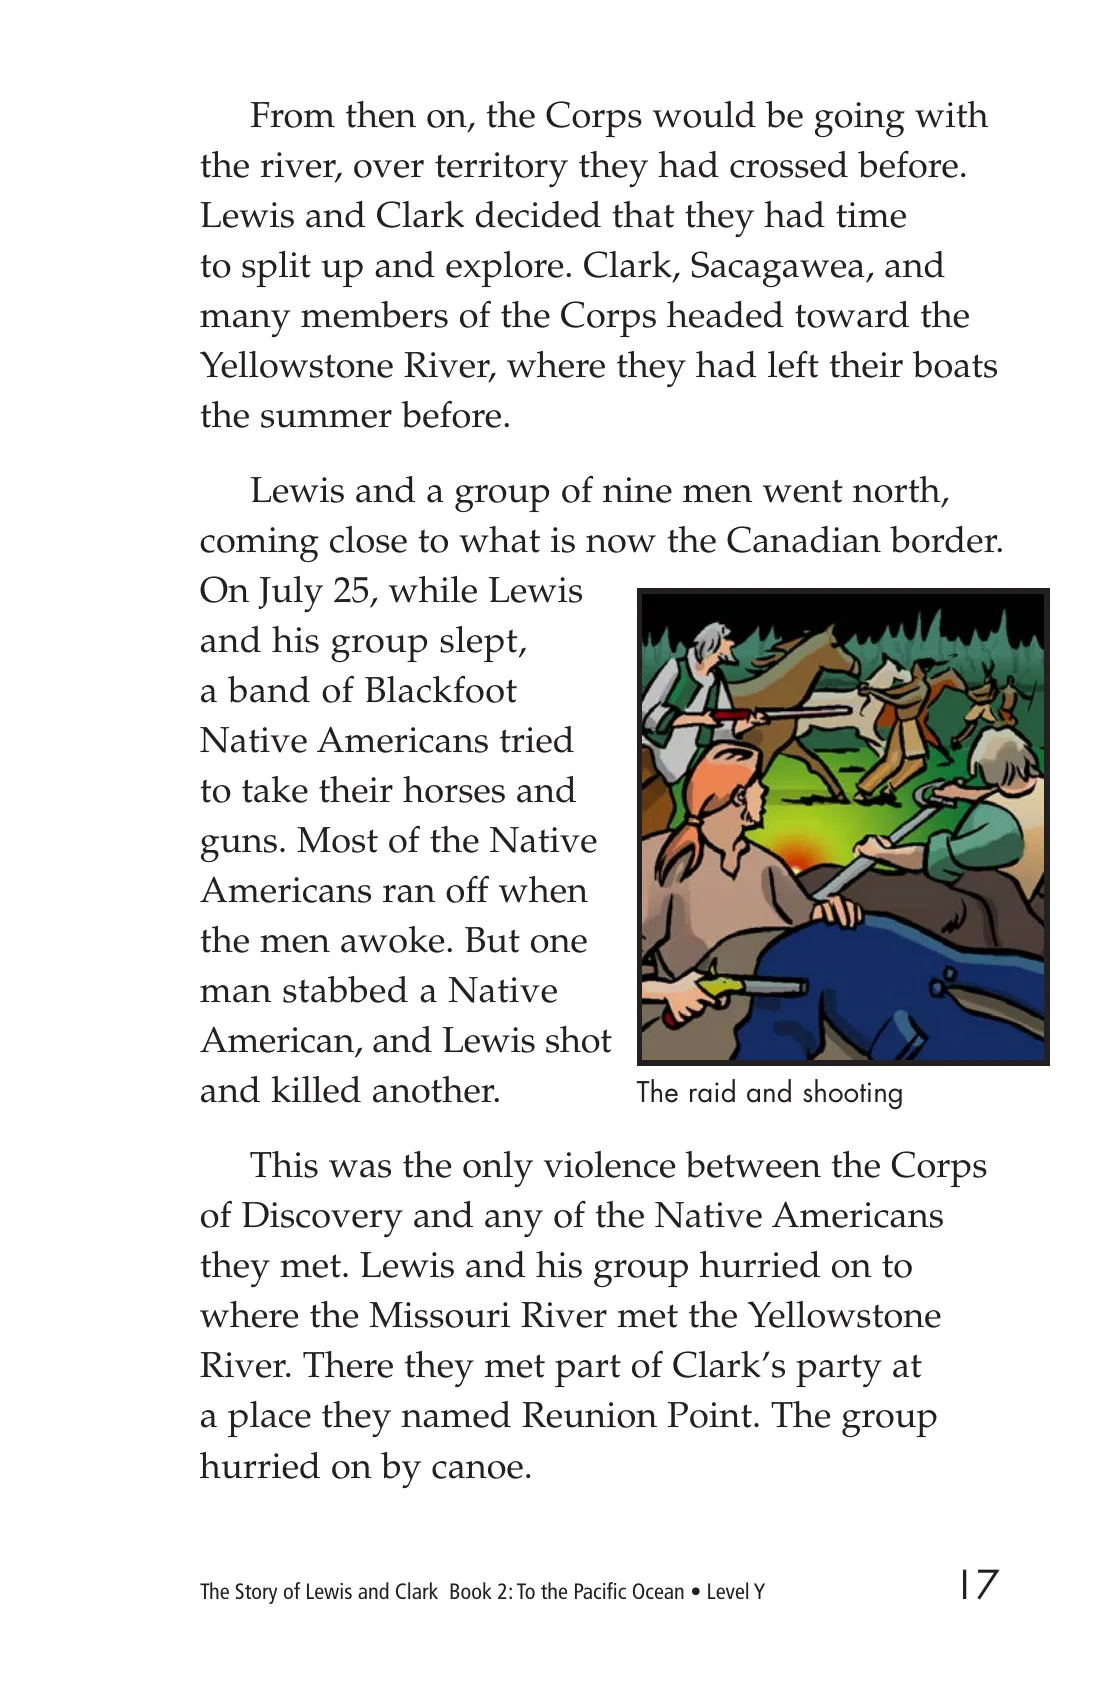 From then on, the Corps would be going with
the river, over territory they had crossed before.
Lewis and Clark decided that they had time
to split up and explore. Clark, Sacagawea, and
many members of the Corps headed toward the
Yellowstone River, where they had left their boats
the summer before.
Lewis and a group of nine men went north,
coming close to what is now the Canadian border.
On July 25, while Lewis
and his group slept,
a band of Blackfoot
Native Americans tried
to take their horses and
guns. Most of the Native
Americans ran off when
the men awoke. But one
man stabbed a Native
American, and Lewis shot
and killed another.
The raid and shooting
This was the only violence between the Corps
of Discovery and any of the Native Americans
they met. Lewis and his group hurried on to
where the Missouri River met the Yellowstone
River. There they met part of Clark’s party at
a place they named Reunion Point. The group
hurried on by canoe.
The Story of Lewis and Clark Book 2: To the Pacific Ocean • Level Y
17